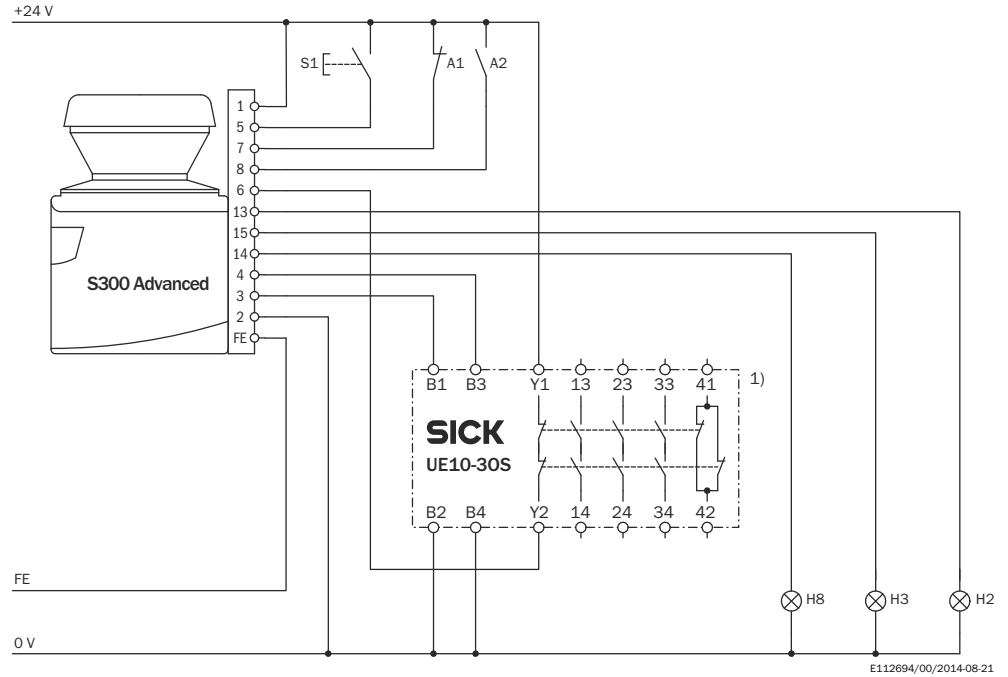 +24 V
S1
A1
A2
1
5
7
8
6
13
15
14
4
3
2
FE
S300 Advanced
B1 B3 Y1 13 23 33 41
1)
SICK
UE10-30S
B2 B4 Y2 14 24 34 42
FE
H8
H3
H2
0 V
E112694/00/2014-08-21